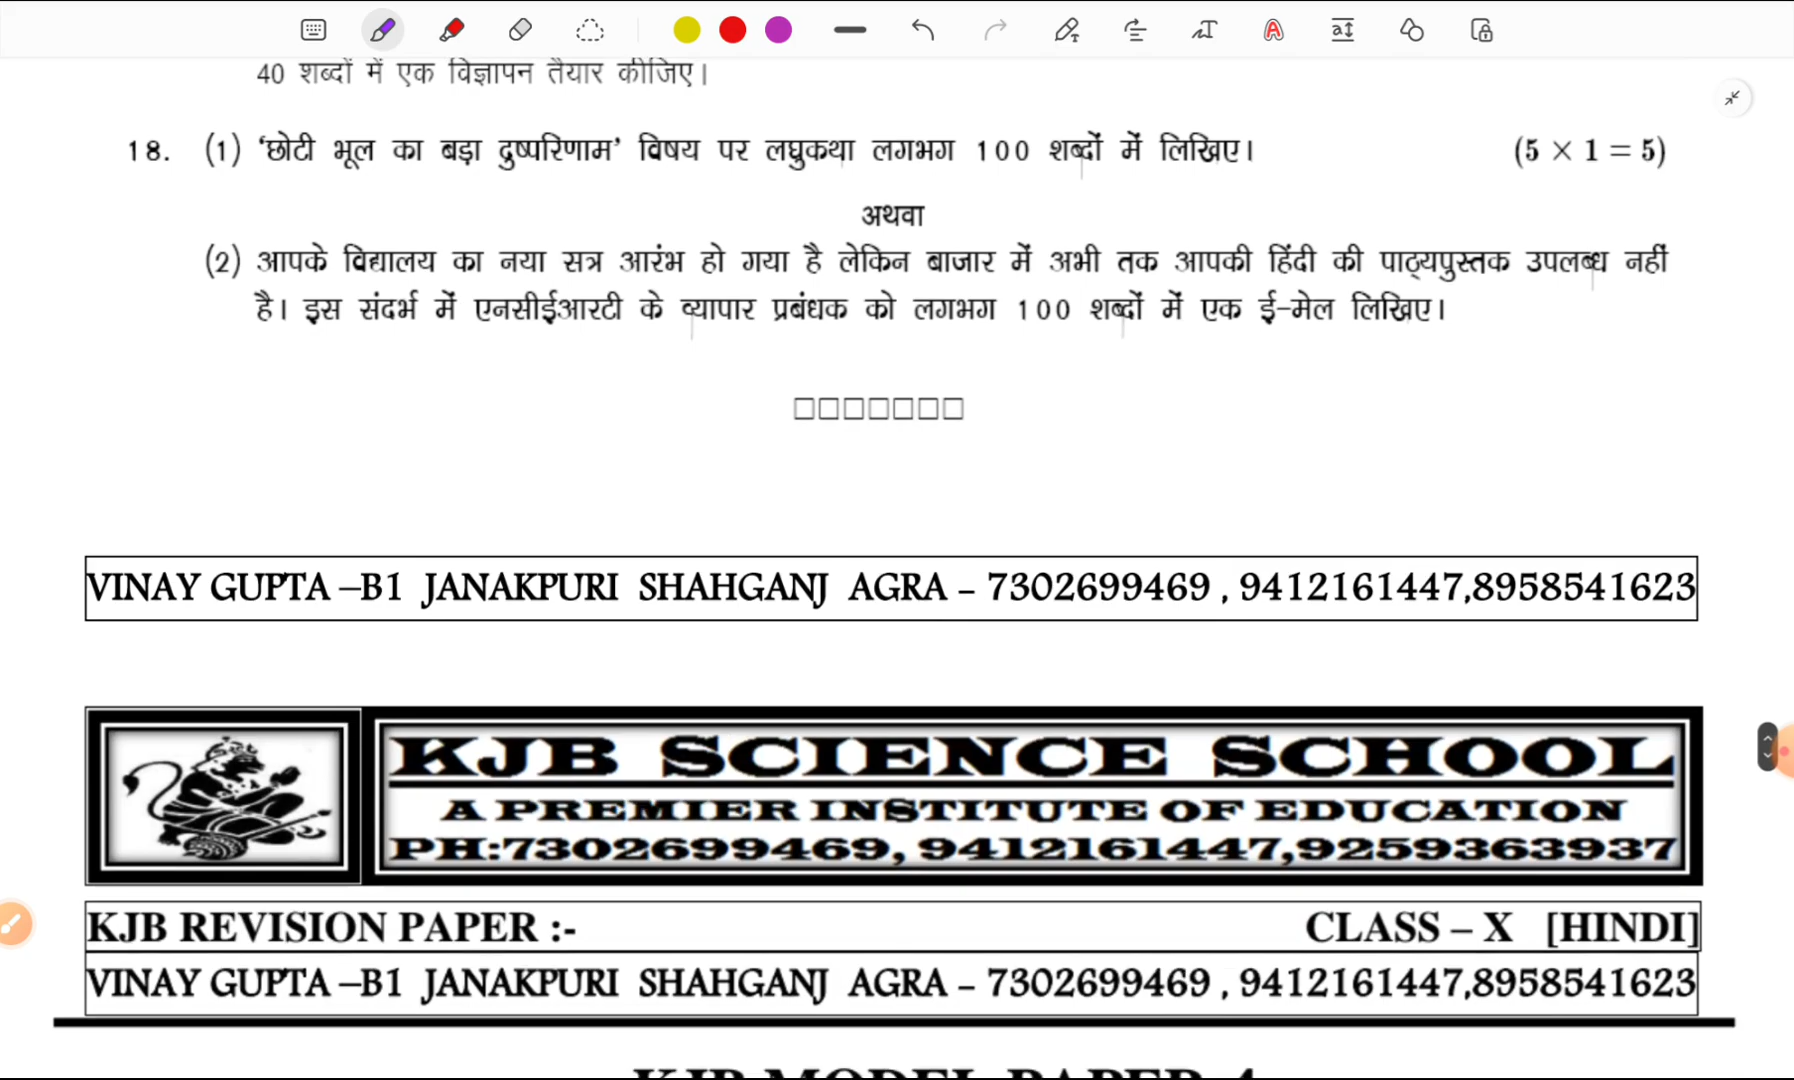 40 शब्दों में एक विज्ञापन तैयार कीजिए।
18. (1) ‘छोटी भूल का बड़ा दुष्परिणाम’ विषय पर लघुकथा लगभग 100 शब्दों में लिखिए। (5 × 1 = 5)
अथवा
(2) आपके विद्यालय का नया सत्र आरंभ हो गया है लेकिन बाजार में अभी तक आपकी हिंदी की पाठ्यपुस्तक उपलब्ध नहीं
है। इस संदर्भ में एनसीईआरटी के व्यापार प्रबंधक को लगभग 100 शब्दों में एक ई-मेल लिखिए।
VINAY GUPTA –B1 JANAKPURI SHAHGANJ AGRA – 7302699469 , 9412161447,8958541623
KJB SCIENCE SCHOOL
A PREMIER INSTITUTE OF EDUCATION
PH:7302699469, 9412161447,9259363937
KJB REVISION PAPER :- CLASS – X [HINDI]
VINAY GUPTA –B1 JANAKPURI SHAHGANJ AGRA – 7302699469 , 9412161447,8958541623
KJB MODEL PAPER 4